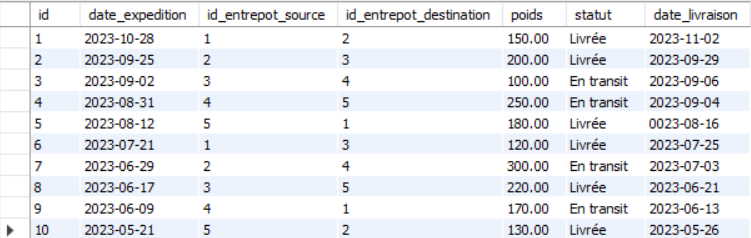 id date_expedition id_entrepot_source id_entrepot_destination poids statut date_livraison
1 2023-10-28 1 2 150.00 Livrée 2023-11-02
2 2023-09-25 2 3 200.00 Livrée 2023-09-29
3 2023-09-02 3 4 100.00 En transit 2023-09-06
4 2023-08-31 4 5 250.00 En transit 2023-09-04
5 2023-08-12 5 1 180.00 Livrée 0023-08-16
6 2023-07-21 1 3 120.00 Livrée 2023-07-25
7 2023-06-29 2 4 300.00 En transit 2023-07-03
8 2023-06-17 3 5 220.00 Livrée 2023-06-21
9 2023-06-09 4 1 170.00 En transit 2023-06-13
10 2023-05-21 5 2 130.00 Livrée 2023-05-26